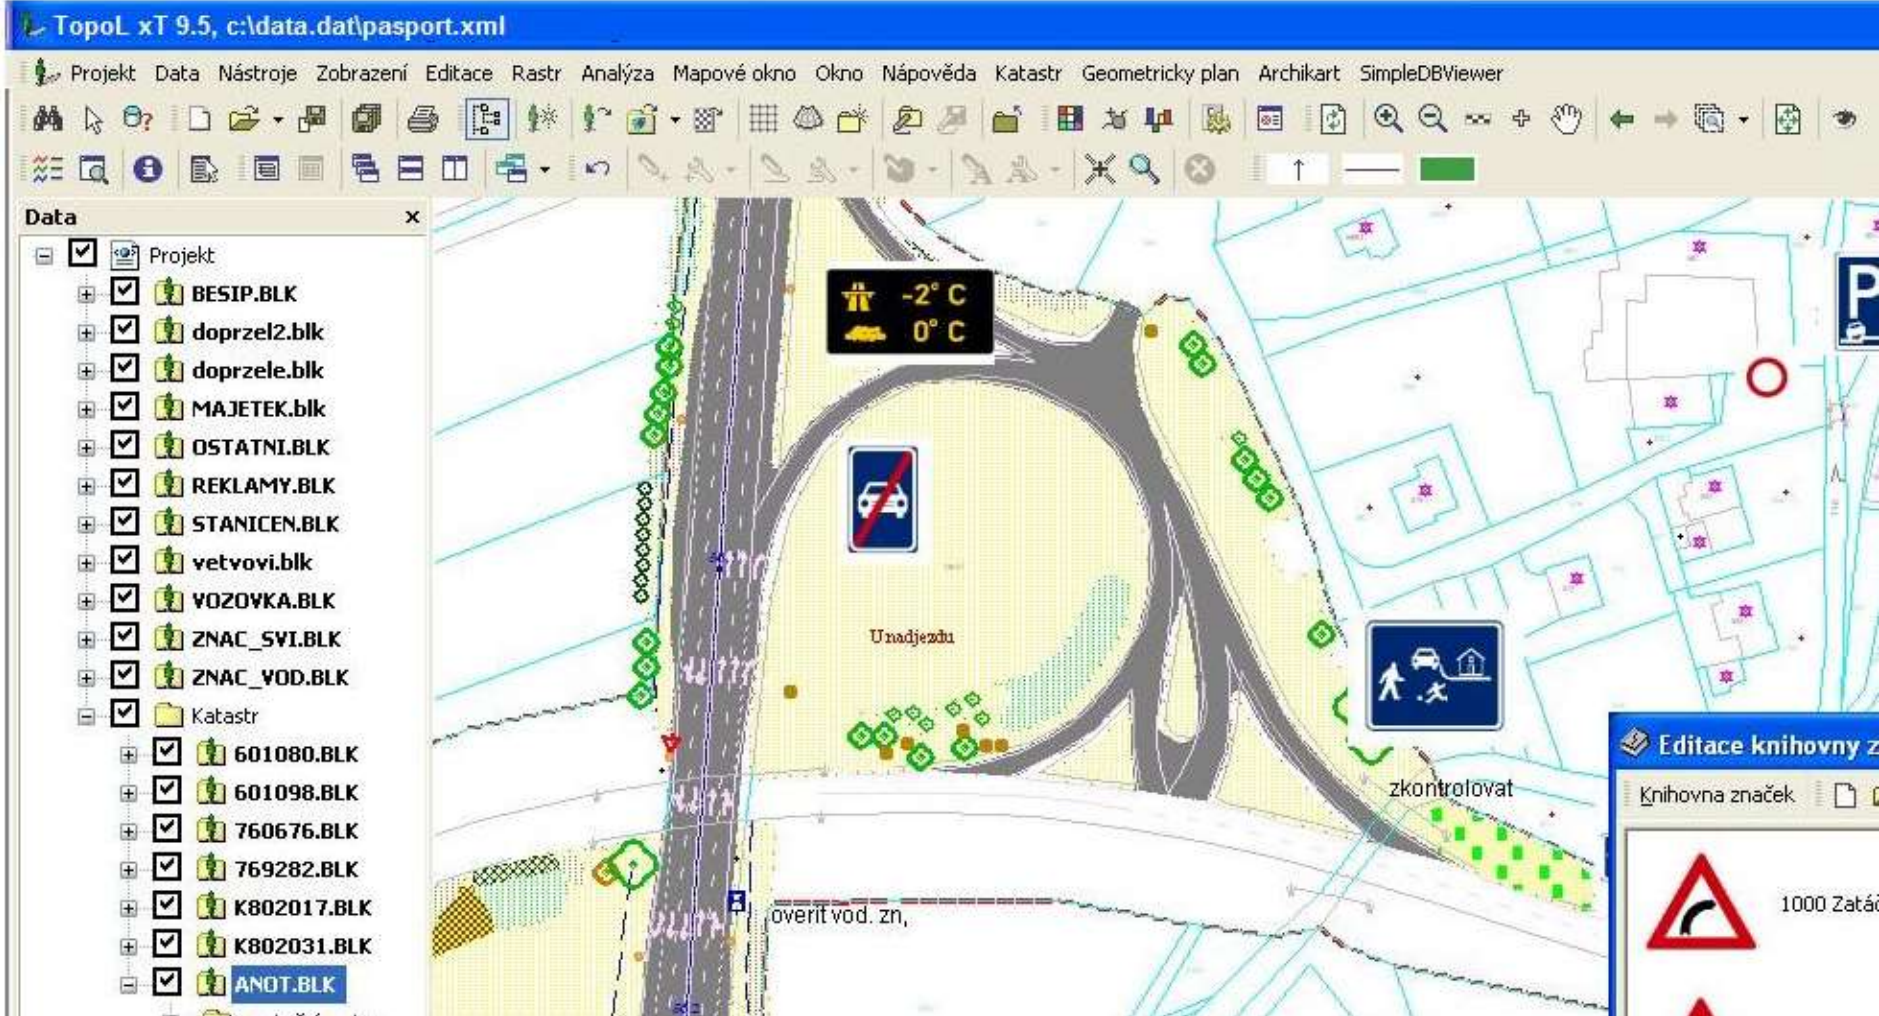 TopoL xT 9.5, c:\data.dat\pasport.xml
Projekt Data Nástroje Zobrazení Editace Rastr Analýza Mapové okno Okno Nápověda Katastr Geometricky plan Archikart SimpleDBViewer
Data
Projekt
BESIP.BLK
doprzel2.blk
doprzele.blk
MAJETEK.blk
OSTATNI.BLK
REKLAMY.BLK
STANICEN.BLK
vetvovi.blk
VOZOVKA.BLK
ZNAC_SVI.BLK
ZNAC_VOD.BLK
Katastr
601080.BLK
601098.BLK
760676.BLK
769282.BLK
K802017.BLK
K802031.BLK
ANOT.BLK
-2° C
0° C
P
U nadjezdu
zkontrolovat
overit vod. zn,
Editace knihovny z
Knihovna značek
1000 Zatáč